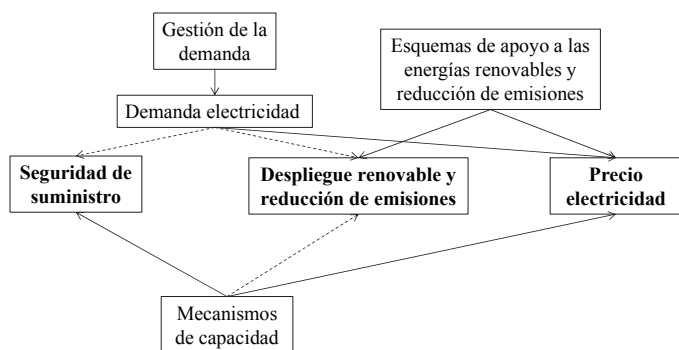 Gestión de la
demanda
Esquemas de apoyo a las
energías renovables y
reducción de emisiones
Demanda electricidad
Seguridad de
suministro
Despliegue renovable y
reducción de emisiones
Precio
electricidad
Mecanismos
de capacidad